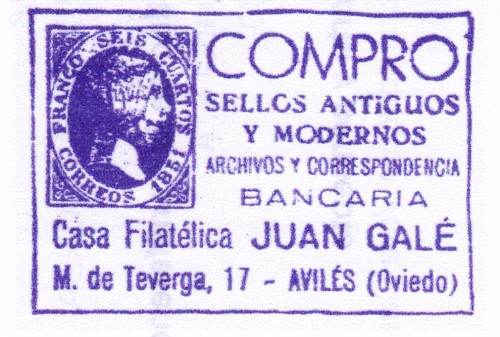 FRANCO SEIS CUARTOS
CORREOS 1851
COMPRO
SELLOS ANTiGUOS
Y MODERNOS
ARCHIVOS Y CORRESPONDENCIA
BANCARIA
Casa Filatélica JUAN GALÉ
M. de Teverga, 17 - AVILÉS (Oviedo)